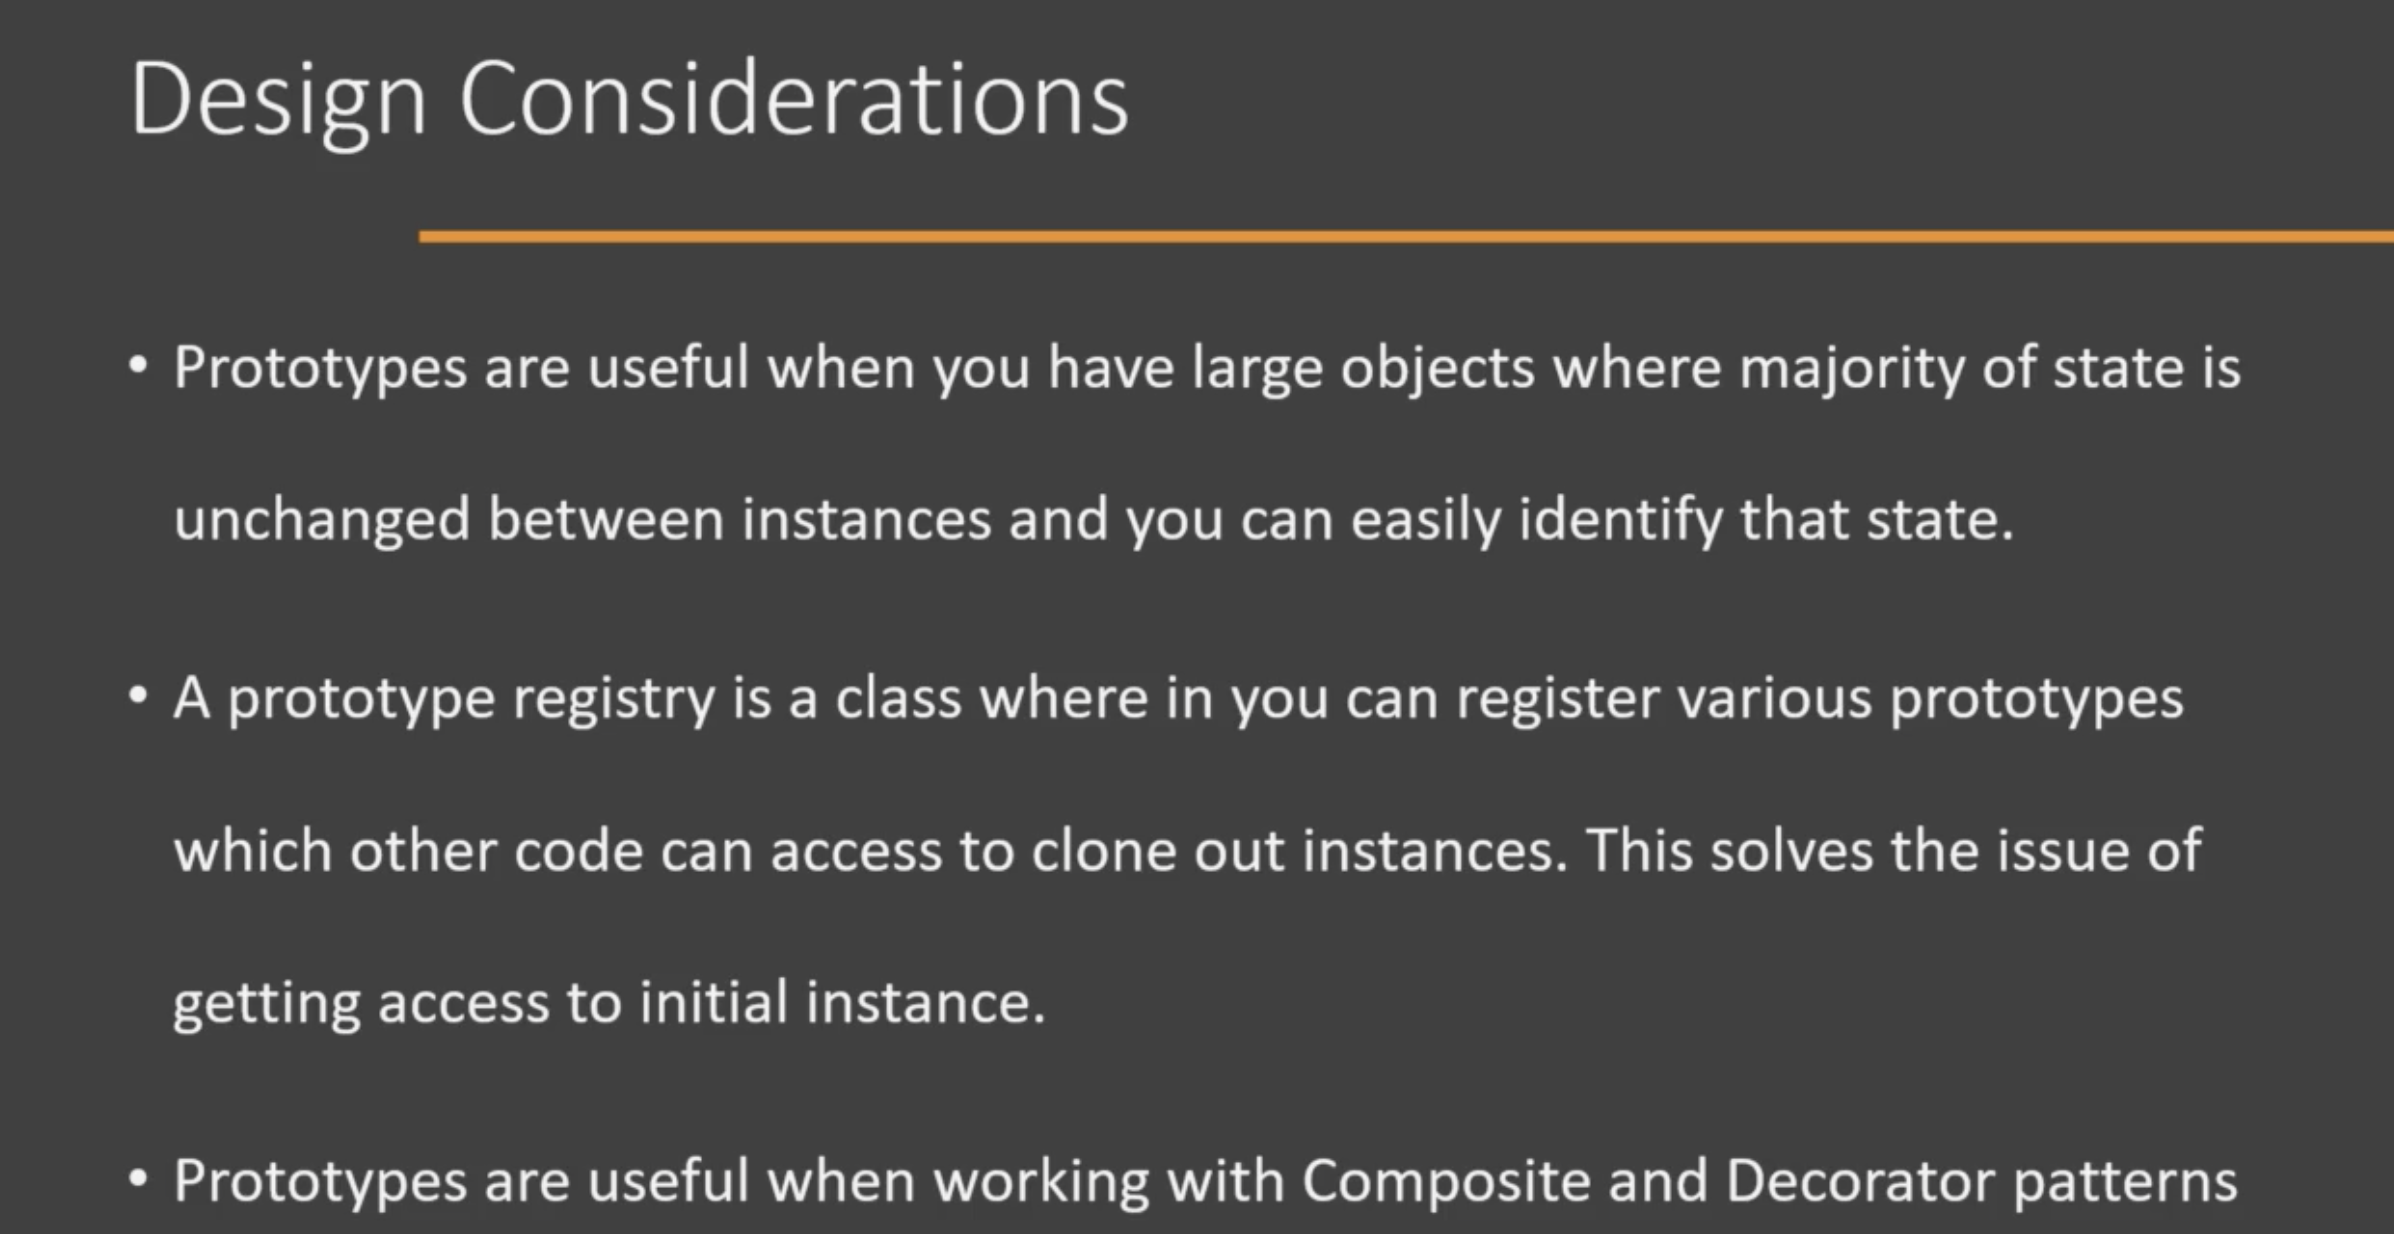 Design Considerations
• Prototypes are useful when you have large objects where majority of state is
unchanged between instances and you can easily identify that state.
• A prototype registry is a class where in you can register various prototypes
which other code can access to clone out instances. This solves the issue of
getting access to initial instance.
• Prototypes are useful when working with Composite and Decorator patterns